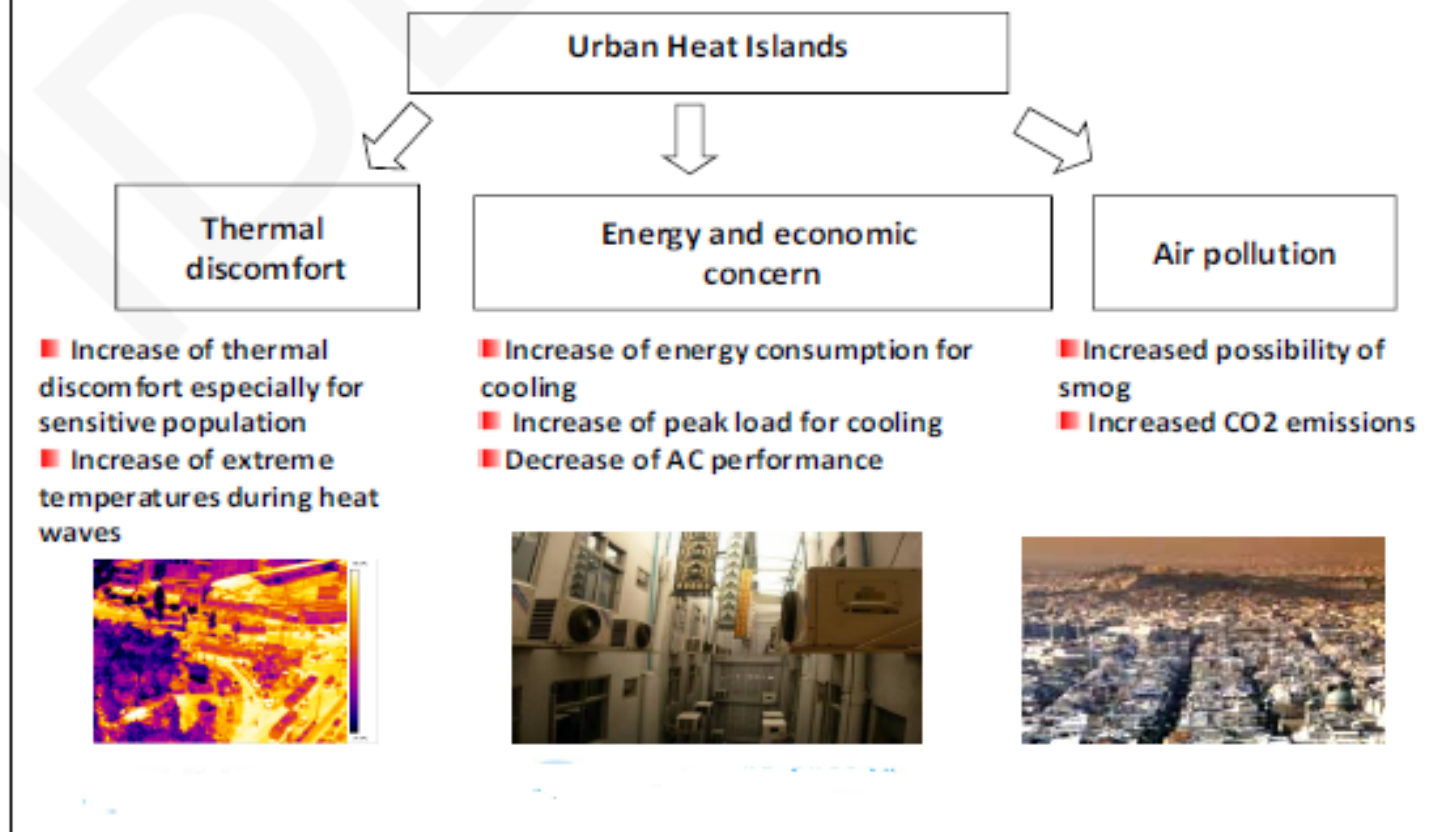 Urban Heat Islands
Thermal
discomfort
Energy and economic
concern
Air pollution
Increase of thermal
discomfort especially for
sensitive population
Increase of extreme
temperatures during heat
waves
Increase of energy consumption for
cooling
Increase of peak load for cooling
Decrease of AC performance
Increased possibility of
smog
Increased CO2 emissions